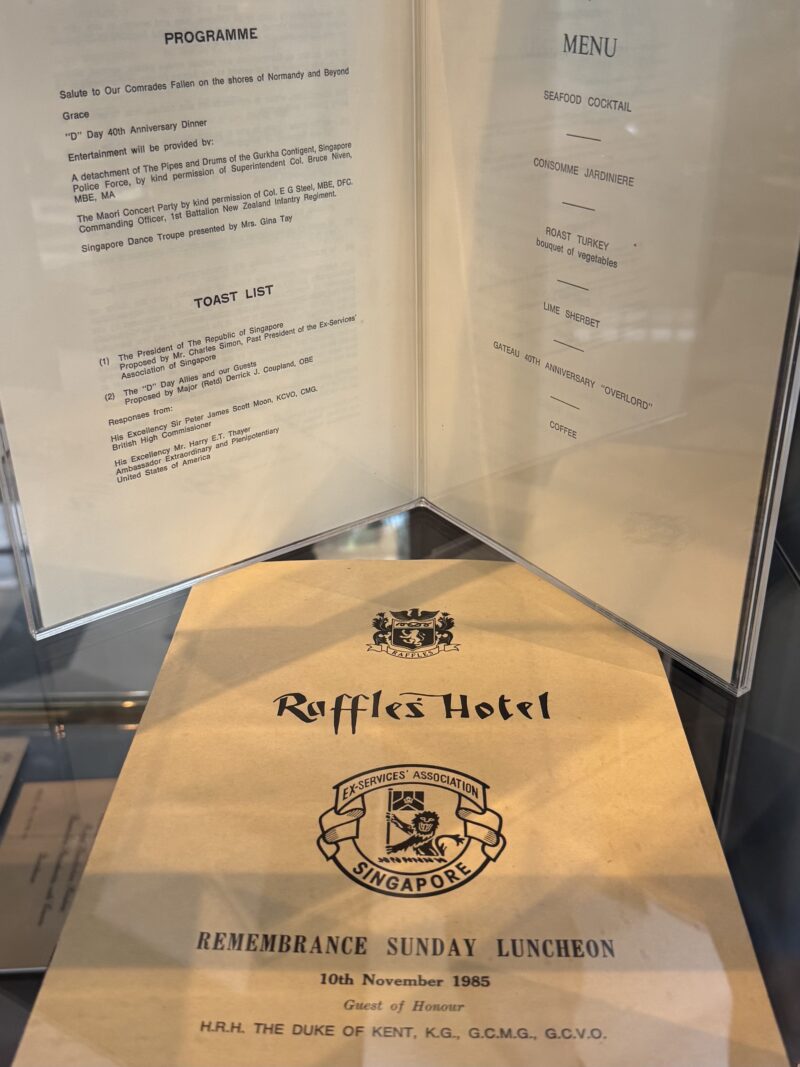 PROGRAMME
Salute to Our Comrades Fallen on the shores of Normandy and Beyond
Grace
"D" Day 40th Anniversary Dinner
Entertainment will be provided by:
A detachment of The Pipes and Drums of the Gurkha Contigent, Singapore
Police Force, by kind permission of Superintendent Col. Bruce Niven,
MBE, MA
The Maori Concert Party by kind permission of Col. E G Steel, MBE, DFC.
Commanding Officer, 1st Battalion New Zealand Infantry Regiment.
Singapore Dance Troupe presented by Mrs. Gina Tay
TOAST LIST
(1) The President of The Republic of Singapore
Proposed by Mr. Charles Simon, Past President of the Ex-Services'
Association of Singapore
(2) The "D" Day Allies and our Guests
Proposed by Major (Retd) Derrick J. Coupland, OBE
Responses from:
His Excellency Sir Peter James Scott Moon, KCVO, CMG.
British High Commissioner
His Excellency Mr. Harry E.T. Thayer
Ambassador Extraordinary and Plenipotentiary
United States of America
MENU
SEAFOOD COCKTAIL
CONSOMME JARDINIERE
ROAST TURKEY
bouquet of vegetables
LIME SHERBET
GATEAU 40TH ANNIVERSARY "OVERLORD"
COFFEE
RAFFLES
Raffles Hotel
EX-SERVICES' ASSOCIATION
SINGAPORE
REMEMBRANCE SUNDAY LUNCHEON
10th November 1985
Guest of Honour
H.R.H. THE DUKE OF KENT, K.G., G.C.M.G., G.C.V.O.